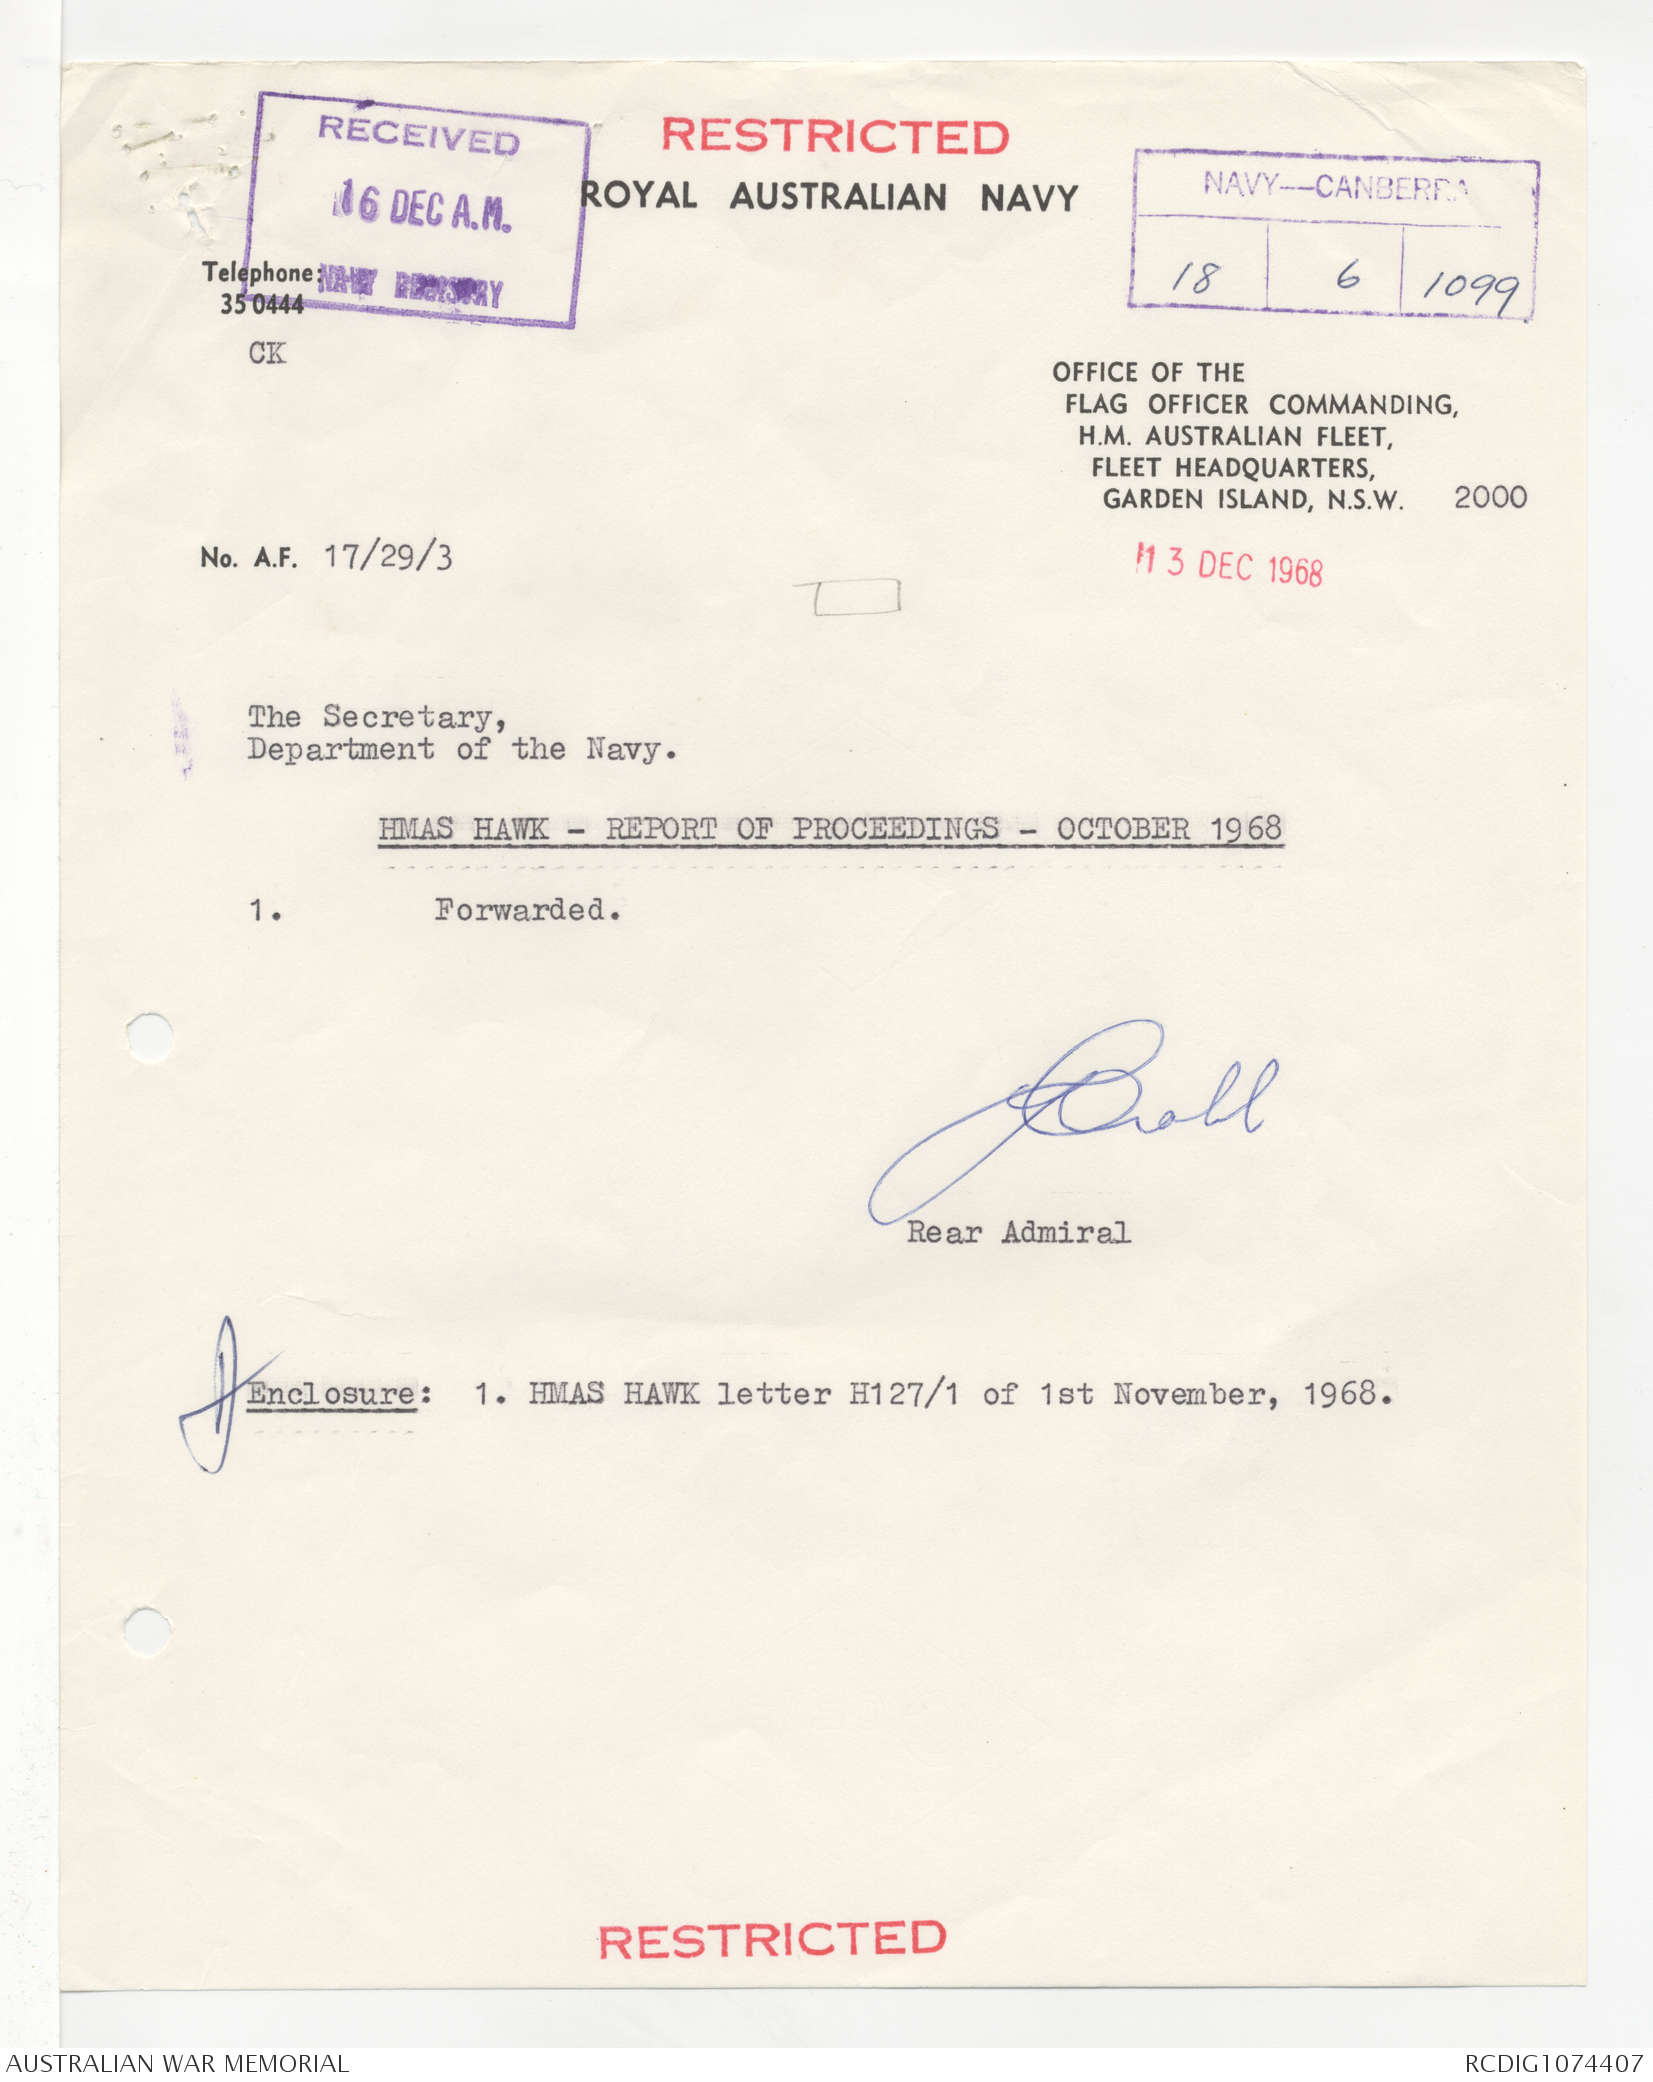 RECEIVED
16 DEC A.M.
NAVY REGISTRY
RESTRICTED
ROYAL AUSTRALIAN NAVY
NAVY—CANBERRA
18 6 1099
Telephone:
35 0444
CK
OFFICE OF THE
FLAG OFFICER COMMANDING,
H.M. AUSTRALIAN FLEET,
FLEET HEADQUARTERS,
GARDEN ISLAND, N.S.W. 2000
No. A.F. 17/29/3
13 DEC 1968
The Secretary,
Department of the Navy.
HMAS HAWK - REPORT OF PROCEEDINGS - OCTOBER 1968
1. Forwarded.
Rear Admiral
Enclosure: 1. HMAS HAWK letter H127/1 of 1st November, 1968.
RESTRICTED
AUSTRALIAN WAR MEMORIAL
RCDIG1074407